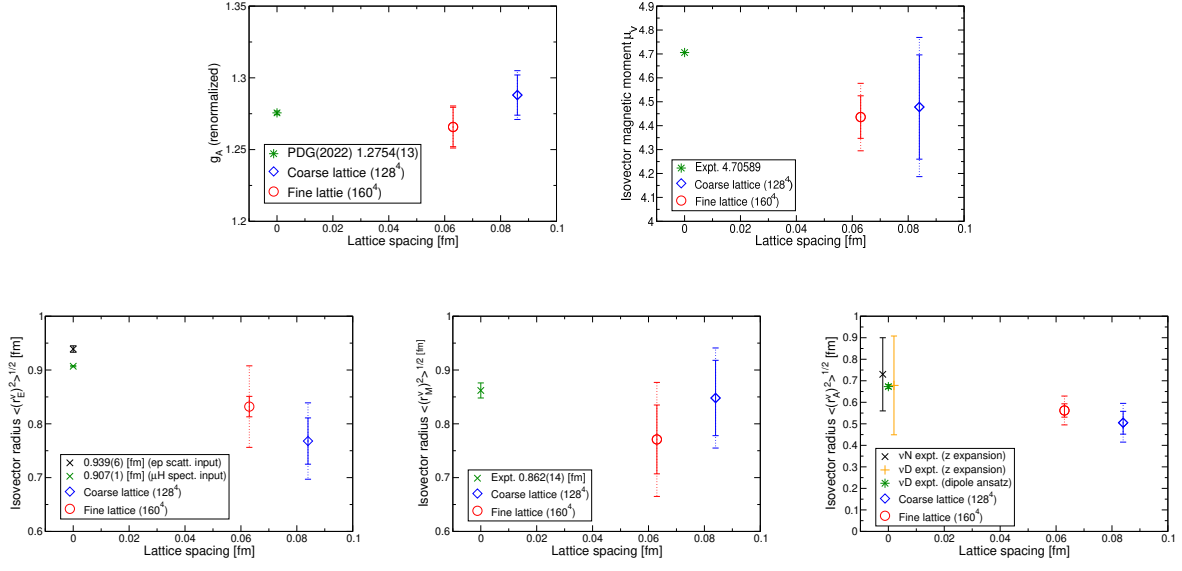 1.35
1.3
1.25
1.2
g_A (renormalized)
PDG(2022) 1.2754(13)
Coarse lattice (128^4)
Fine lattie (160^4)
0 0.02 0.04 0.06 0.08 0.1
Lattice spacing [fm]
5
4.9
4.8
4.7
4.6
4.5
4.4
4.3
4.2
4.1
4
Isovector magnetic moment μ_v
Expt. 4.70589
Coarse lattice (128^4)
Fine lattice (160^4)
0 0.02 0.04 0.06 0.08 0.1
Lattice spacing [fm]
1
0.9
0.8
0.7
0.6
Isovector radius <(r_E^v)^2>^1/2 [fm]
0.939(6) [fm] (ep scatt. input)
0.907(1) [fm] (μH spect. input)
Coarse lattice (128^4)
Fine lattice (160^4)
0 0.02 0.04 0.06 0.08 0.1
Lattice spacing [fm]
1
0.9
0.8
0.7
0.6
Isovector radius <(r_M^v)^2>^1/2 [fm]
Expt. 0.862(14) [fm]
Coarse lattice (128^4)
Fine lattice (160^4)
0 0.02 0.04 0.06 0.08 0.1
Lattice spacing [fm]
1
0.9
0.8
0.7
0.6
0.5
0.4
0.3
0.2
0.1
0
Isovector radius <(r_A^v)^2>^1/2 [fm]
νN expt. (z expansion)
νD expt. (z expansion)
νD expt. (dipole ansatz)
Coarse lattice (128^4)
Fine lattice (160^4)
0 0.02 0.04 0.06 0.08 0.1
Lattice spacing [fm]